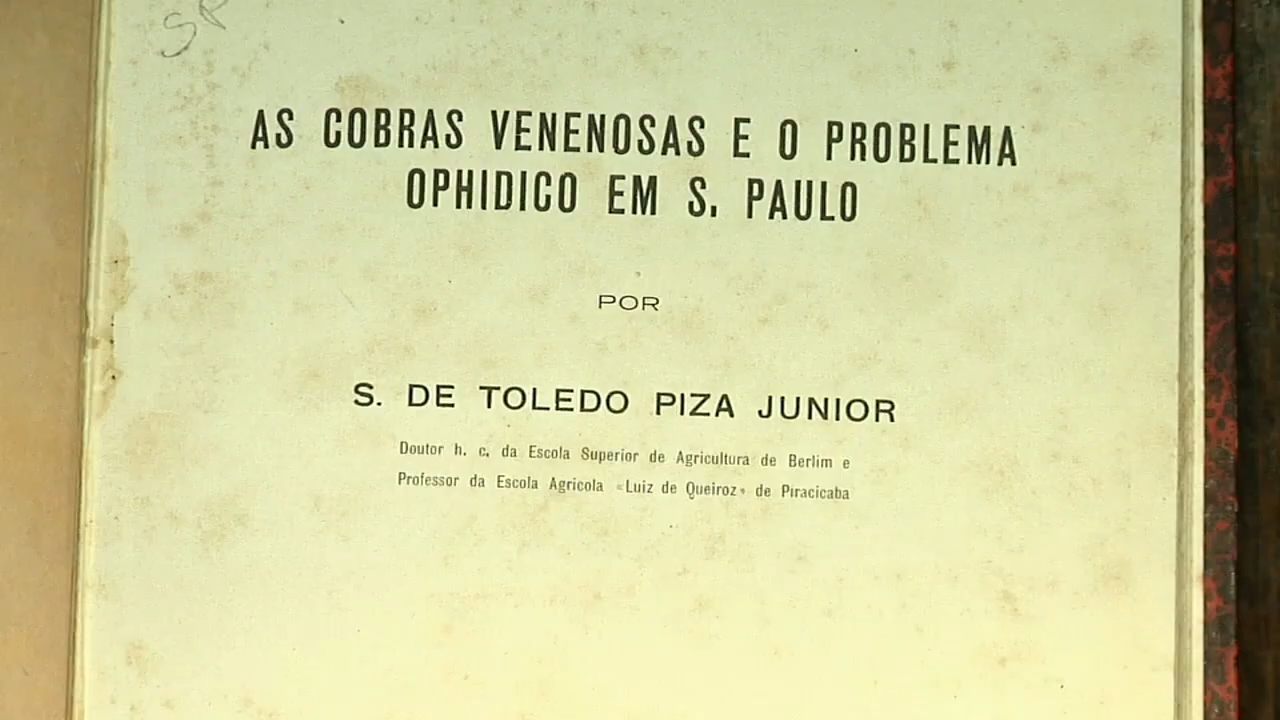 SP
AS COBRAS VENENOSAS E O PROBLEMA
OPHIDICO EM S. PAULO
POR
S. DE TOLEDO PIZA JUNIOR
Doutor h. c. da Escola Superior de Agricultura de Berlim e
Professor da Escola Agricola «Luiz de Queiroz» de Piracicaba